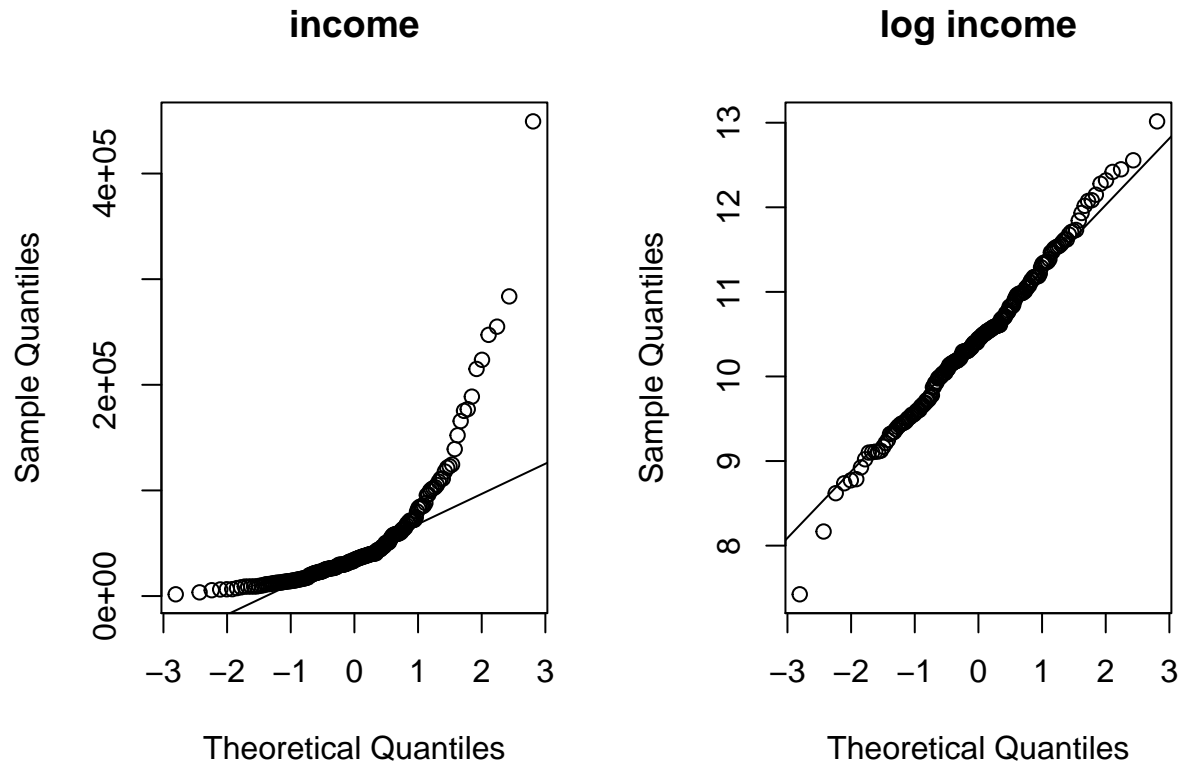 income
Sample Quantiles
0e+00 2e+05 4e+05
−3 −2 −1 0 1 2 3
Theoretical Quantiles
log income
Sample Quantiles
8 9 10 11 12 13
−3 −2 −1 0 1 2 3
Theoretical Quantiles